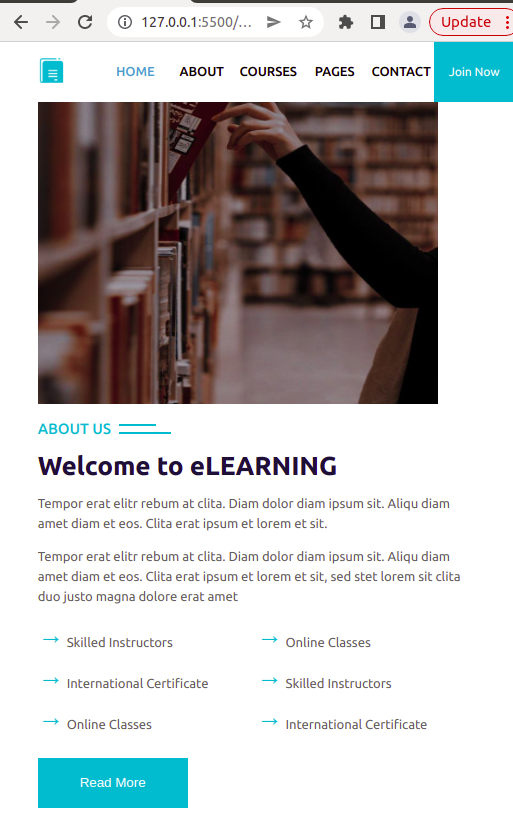 127.0.0.1:5500/...
Update
HOME ABOUT COURSES PAGES CONTACT Join Now
ABOUT US
Welcome to eLEARNING
Tempor erat elitr rebum at clita. Diam dolor diam ipsum sit. Aliqu diam
amet diam et eos. Clita erat ipsum et lorem et sit.
Tempor erat elitr rebum at clita. Diam dolor diam ipsum sit. Aliqu diam
amet diam et eos. Clita erat ipsum et lorem et sit, sed stet lorem sit clita
duo justo magna dolore erat amet
→ Skilled Instructors → Online Classes
→ International Certificate → Skilled Instructors
→ Online Classes → International Certificate
Read More